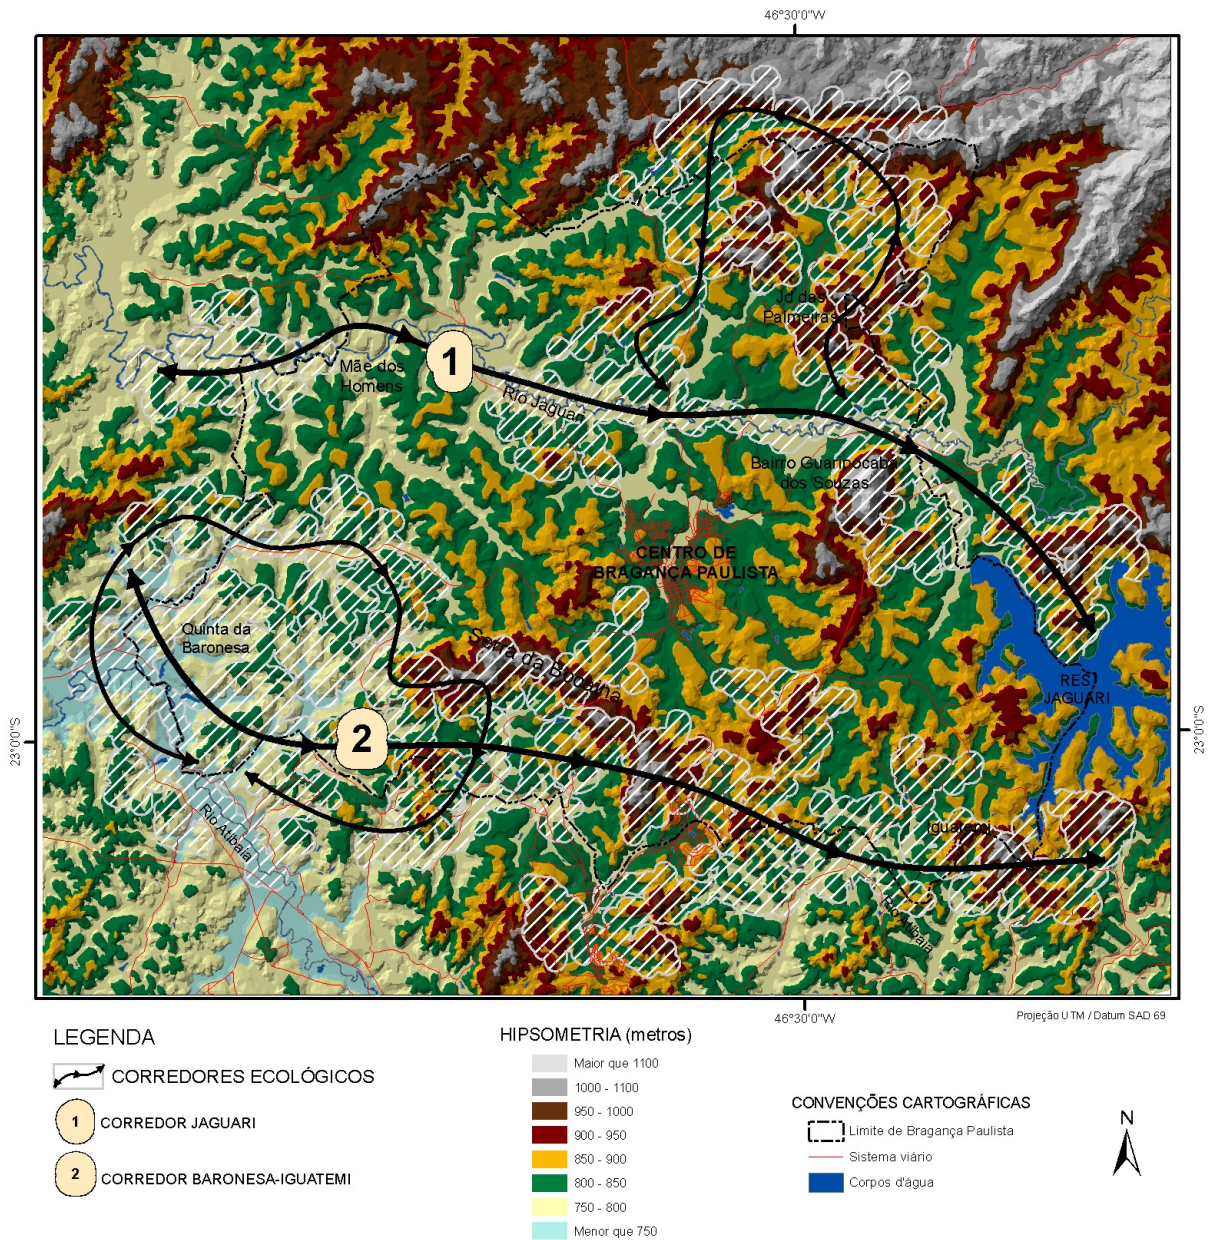 46°30'0"W
Jd das
Palmeiras
1
Mãe dos
Homens
Rio Jaguari
Bairro Guaripocaba
dos Souzas
CENTRO DE
BRAGANÇA PAULISTA
Quinta da
Baronesa
Serra da Bocaina
RES.
JAGUARI
23°0'0"S
23°0'0"S
2
Rio Atibaia
Iguatemi
Rio Atibaia
46°30'0"W
Projeção UTM / Datum SAD 69
LEGENDA
CORREDORES ECOLÓGICOS
1 CORREDOR JAGUARI
2 CORREDOR BARONESA-IGUATEMI
HIPSOMETRIA (metros)
Maior que 1100
1000 - 1100
950 - 1000
900 - 950
850 - 900
800 - 850
750 - 800
Menor que 750
CONVENÇÕES CARTOGRÁFICAS
Limite de Bragança Paulista
Sistema viário
Corpos d'água
N